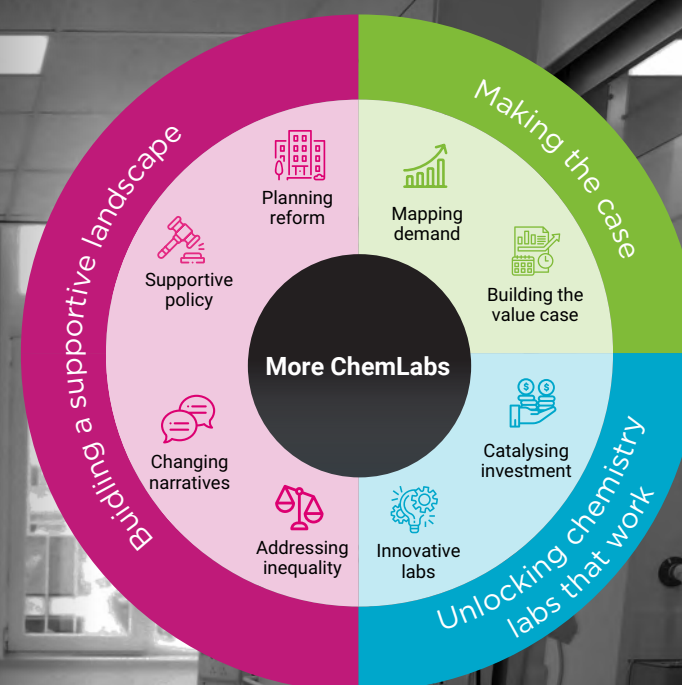 Building a supportive landscape
Making the case
Planning
reform
Mapping
demand
Supportive
policy
Building the
value case
More ChemLabs
Changing
narratives
Catalysing
investment
Addressing
inequality
Innovative
labs
Unlocking chemistry
labs that work